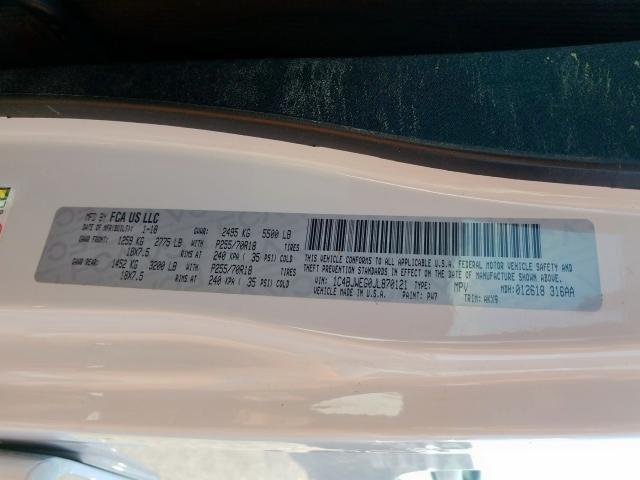 MFD BY FCA US LLC
DATE OF MFR(BUILT): 1-18 GVWR: 2495 KG 5500 LB
GAWR FRONT: 1259 KG 2775 LB WITH P255/70R18 TIRES
18X7.5 RIMS AT 240 KPA ( 35 PSI) COLD
GAWR REAR: 1452 KG 3200 LB WITH P255/70R18 TIRES
18X7.5 RIMS AT 240 KPA ( 35 PSI) COLD
THIS VEHICLE CONFORMS TO ALL APPLICABLE U.S.A. FEDERAL MOTOR VEHICLE SAFETY AND
THEFT PREVENTION STANDARDS IN EFFECT ON THE DATE OF MANUFACTURE SHOWN ABOVE.
MADE IN U.S.A.
VIN: 1C4BJWEG0JL870121 TYPE: MPV MDH: 012618 316AA
PAINT: PW7 TRIM: AKX9